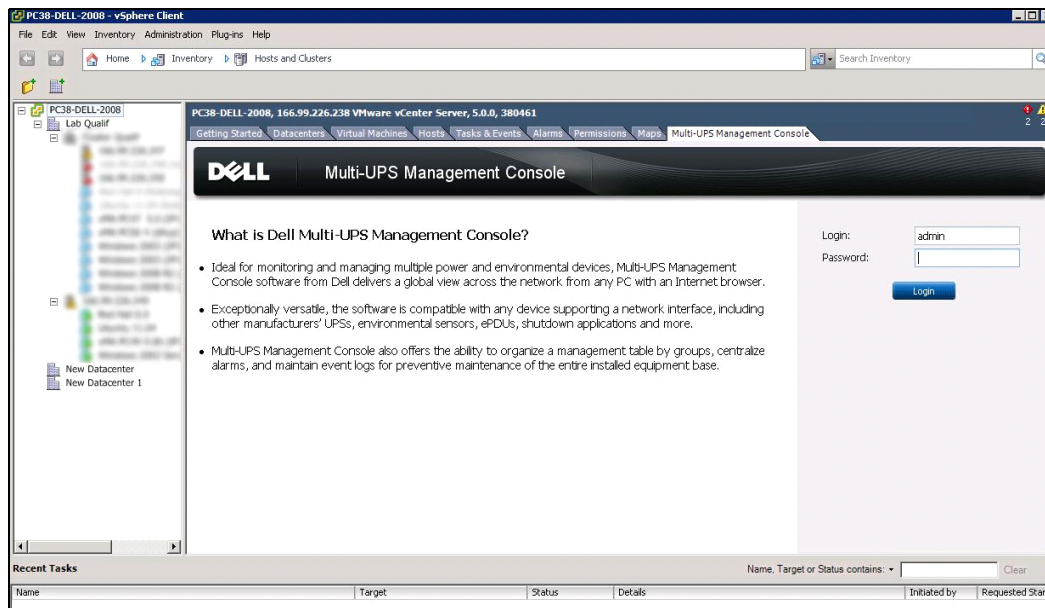 PC38-DELL-2008 - vSphere Client
File Edit View Inventory Administration Plug-ins Help
Home Inventory Hosts and Clusters
Search Inventory
PC38-DELL-2008
Lab Qualif
New Datacenter
New Datacenter 1
PC38-DELL-2008, 166.99.226.238 VMware vCenter Server, 5.0.0, 380461
2
Getting Started Datacenters Virtual Machines Hosts Tasks & Events Alarms Permissions Maps Multi-UPS Management Console
DELL Multi-UPS Management Console
What is Dell Multi-UPS Management Console?
• Ideal for monitoring and managing multiple power and environmental devices, Multi-UPS Management
Console software from Dell delivers a global view across the network from any PC with an Internet browser.
• Exceptionally versatile, the software is compatible with any device supporting a network interface, including
other manufacturers' UPSs, environmental sensors, ePDUs, shutdown applications and more.
• Multi-UPS Management Console also offers the ability to organize a management table by groups, centralize
alarms, and maintain event logs for preventive maintenance of the entire installed equipment base.
Login: admin
Password:
Login
Recent Tasks
Name, Target or Status contains: Clear
Name Target Status Details Initiated by Requested Star